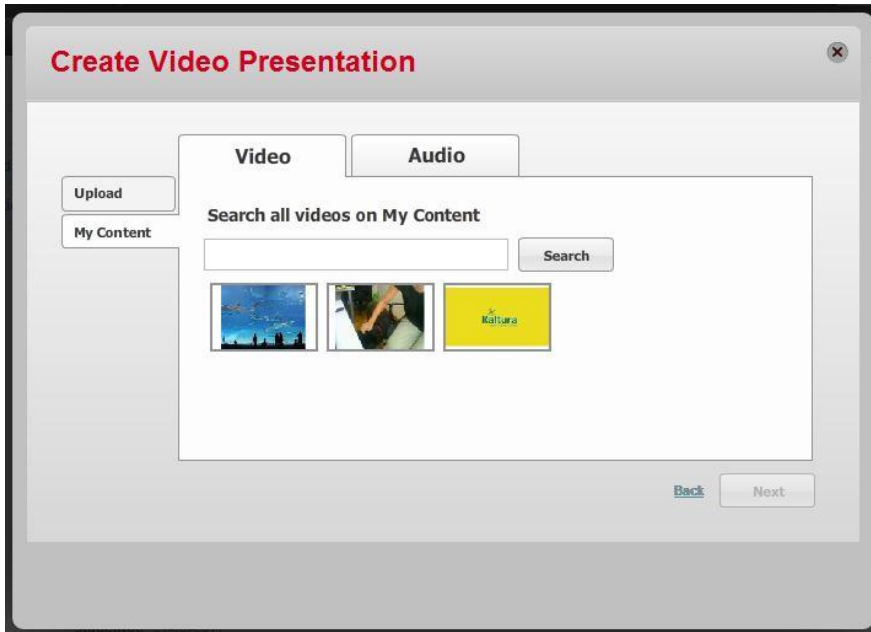 Create Video Presentation
Video
Audio
Upload
My Content
Search all videos on My Content
Search
Kaltura
Back
Next